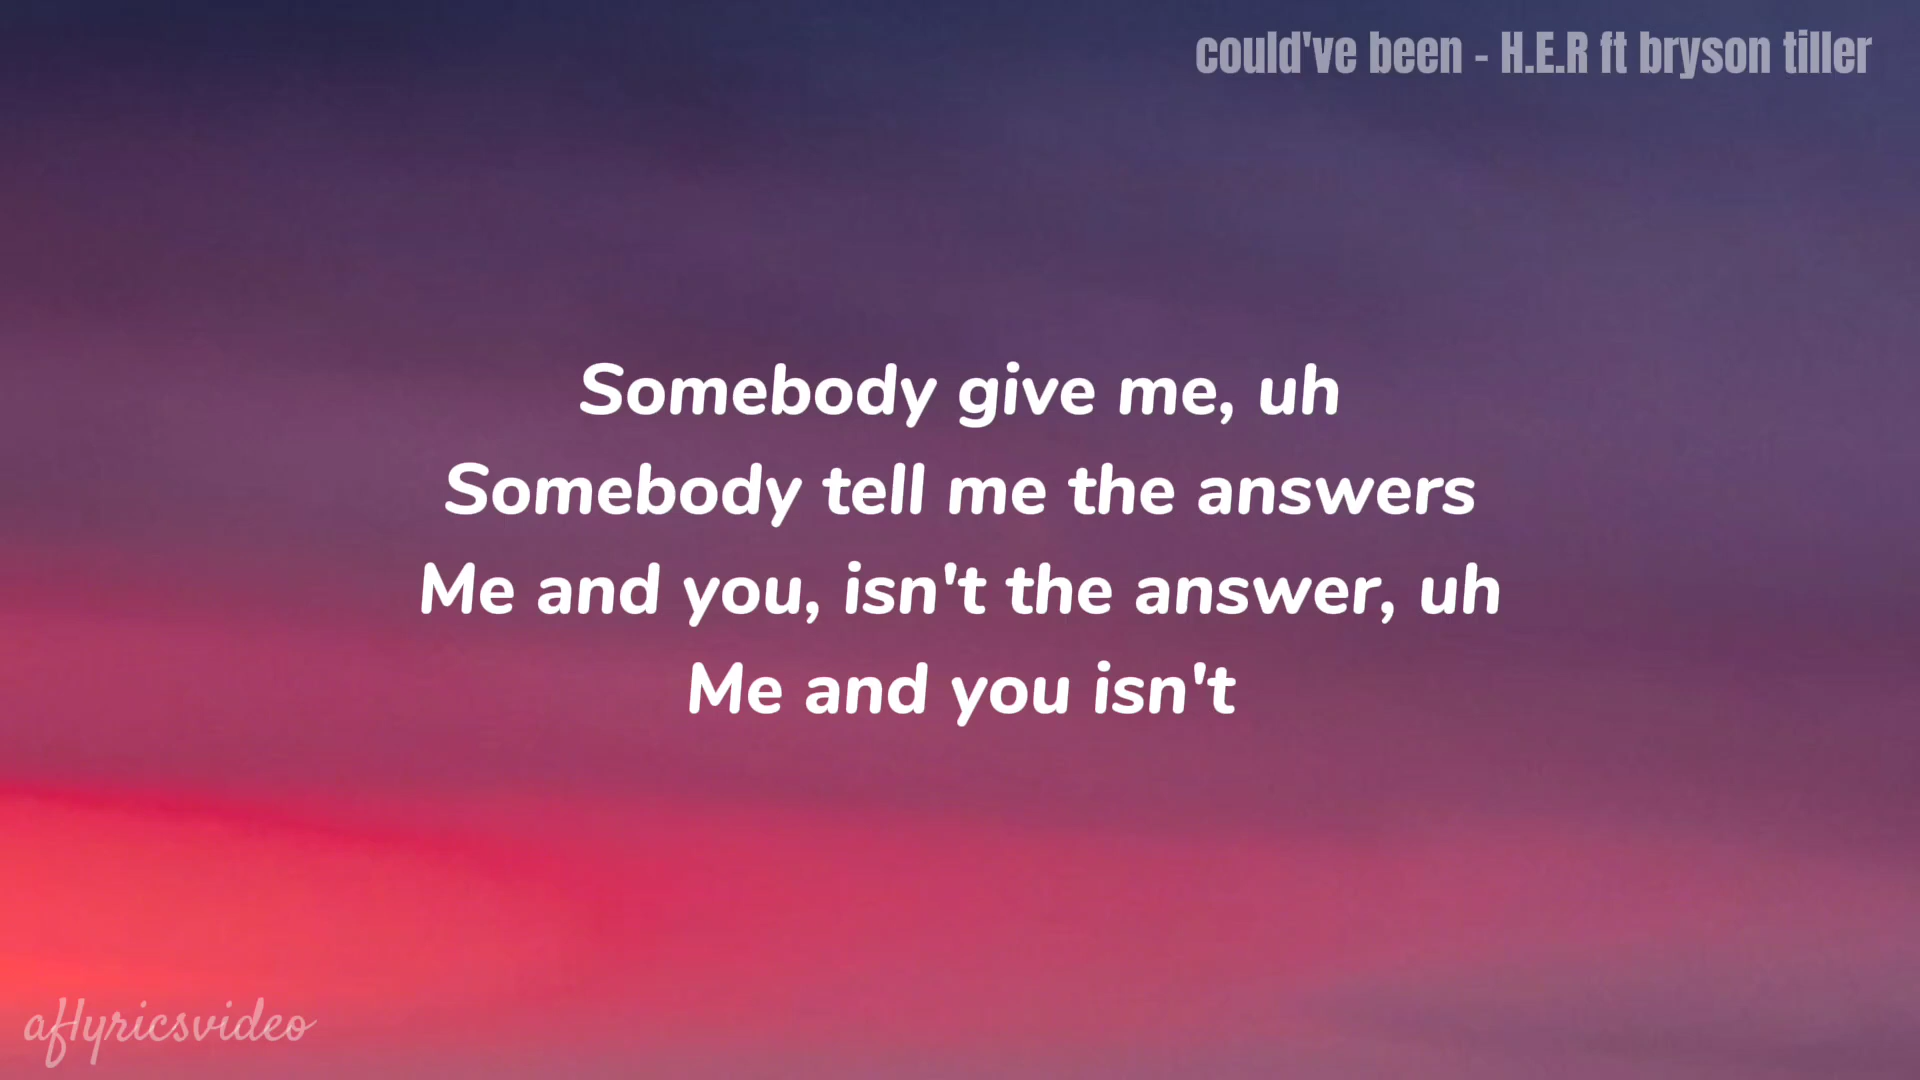 could've been - H.E.R ft bryson tiller
Somebody give me, uh
Somebody tell me the answers
Me and you, isn't the answer, uh
Me and you isn't
aflyricsvideo